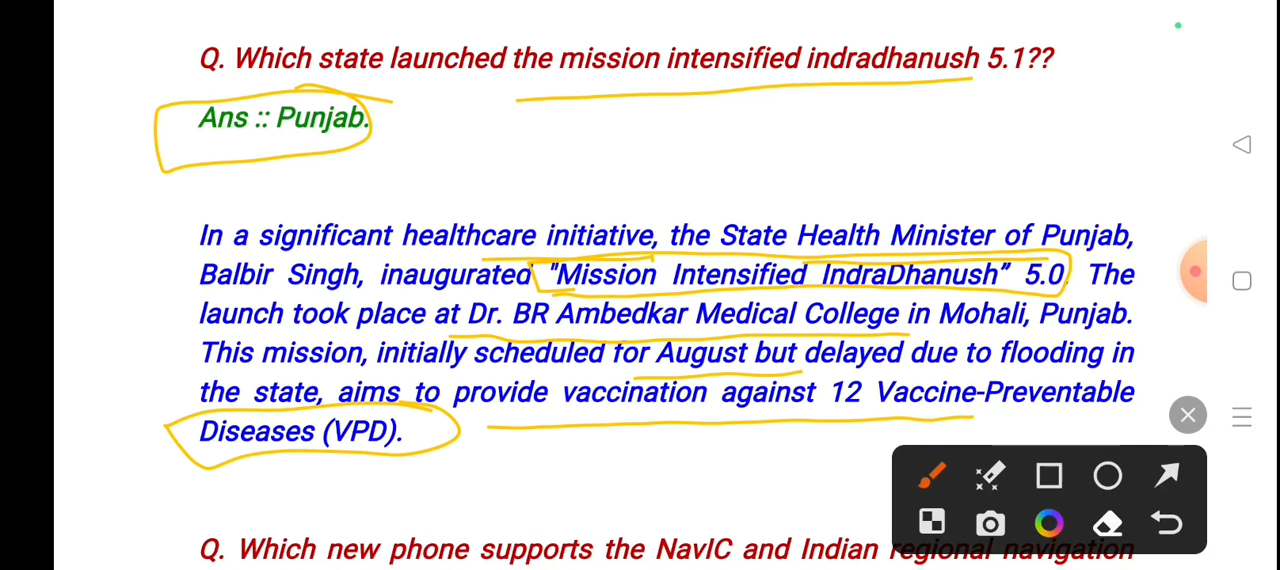 Q. Which state launched the mission intensified indradhanush 5.1??
Ans :: Punjab.
In a significant healthcare initiative, the State Health Minister of Punjab,
Balbir Singh, inaugurated "Mission Intensified IndraDhanush” 5.0. The
launch took place at Dr. BR Ambedkar Medical College in Mohali, Punjab.
This mission, initially scheduled for August but delayed due to flooding in
the state, aims to provide vaccination against 12 Vaccine-Preventable
Diseases (VPD).
Q. Which new phone supports the NavIC and Indian regional navigation